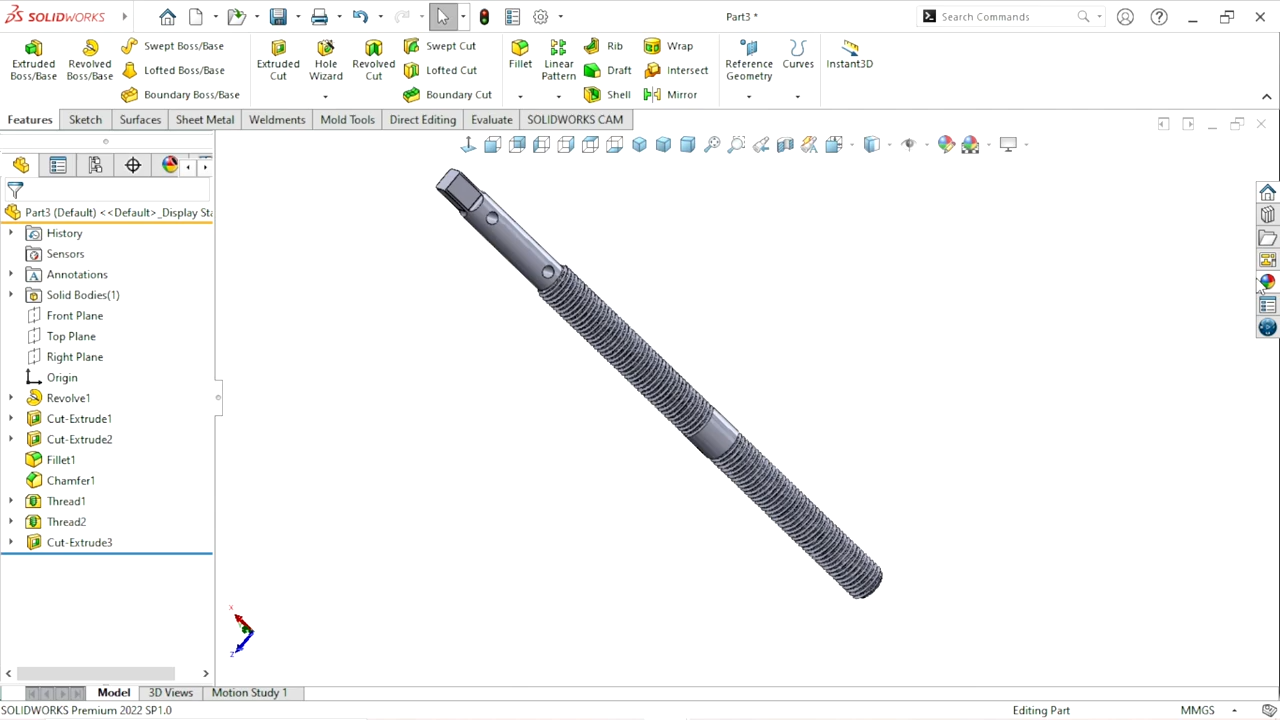 SOLIDWORKS
Part3 *
Search Commands
Extruded Boss/Base
Revolved Boss/Base
Swept Boss/Base
Lofted Boss/Base
Boundary Boss/Base
Extruded Cut
Hole Wizard
Revolved Cut
Swept Cut
Lofted Cut
Boundary Cut
Fillet
Linear Pattern
Rib
Draft
Shell
Wrap
Intersect
Mirror
Reference Geometry
Curves
Instant3D
Features
Sketch
Surfaces
Sheet Metal
Weldments
Mold Tools
Direct Editing
Evaluate
SOLIDWORKS CAM
Part3 (Default) <<Default>_Display Sta
History
Sensors
Annotations
Solid Bodies(1)
Front Plane
Top Plane
Right Plane
Origin
Revolve1
Cut-Extrude1
Cut-Extrude2
Fillet1
Chamfer1
Thread1
Thread2
Cut-Extrude3
x
z
Model
3D Views
Motion Study 1
SOLIDWORKS Premium 2022 SP1.0
Editing Part
MMGS